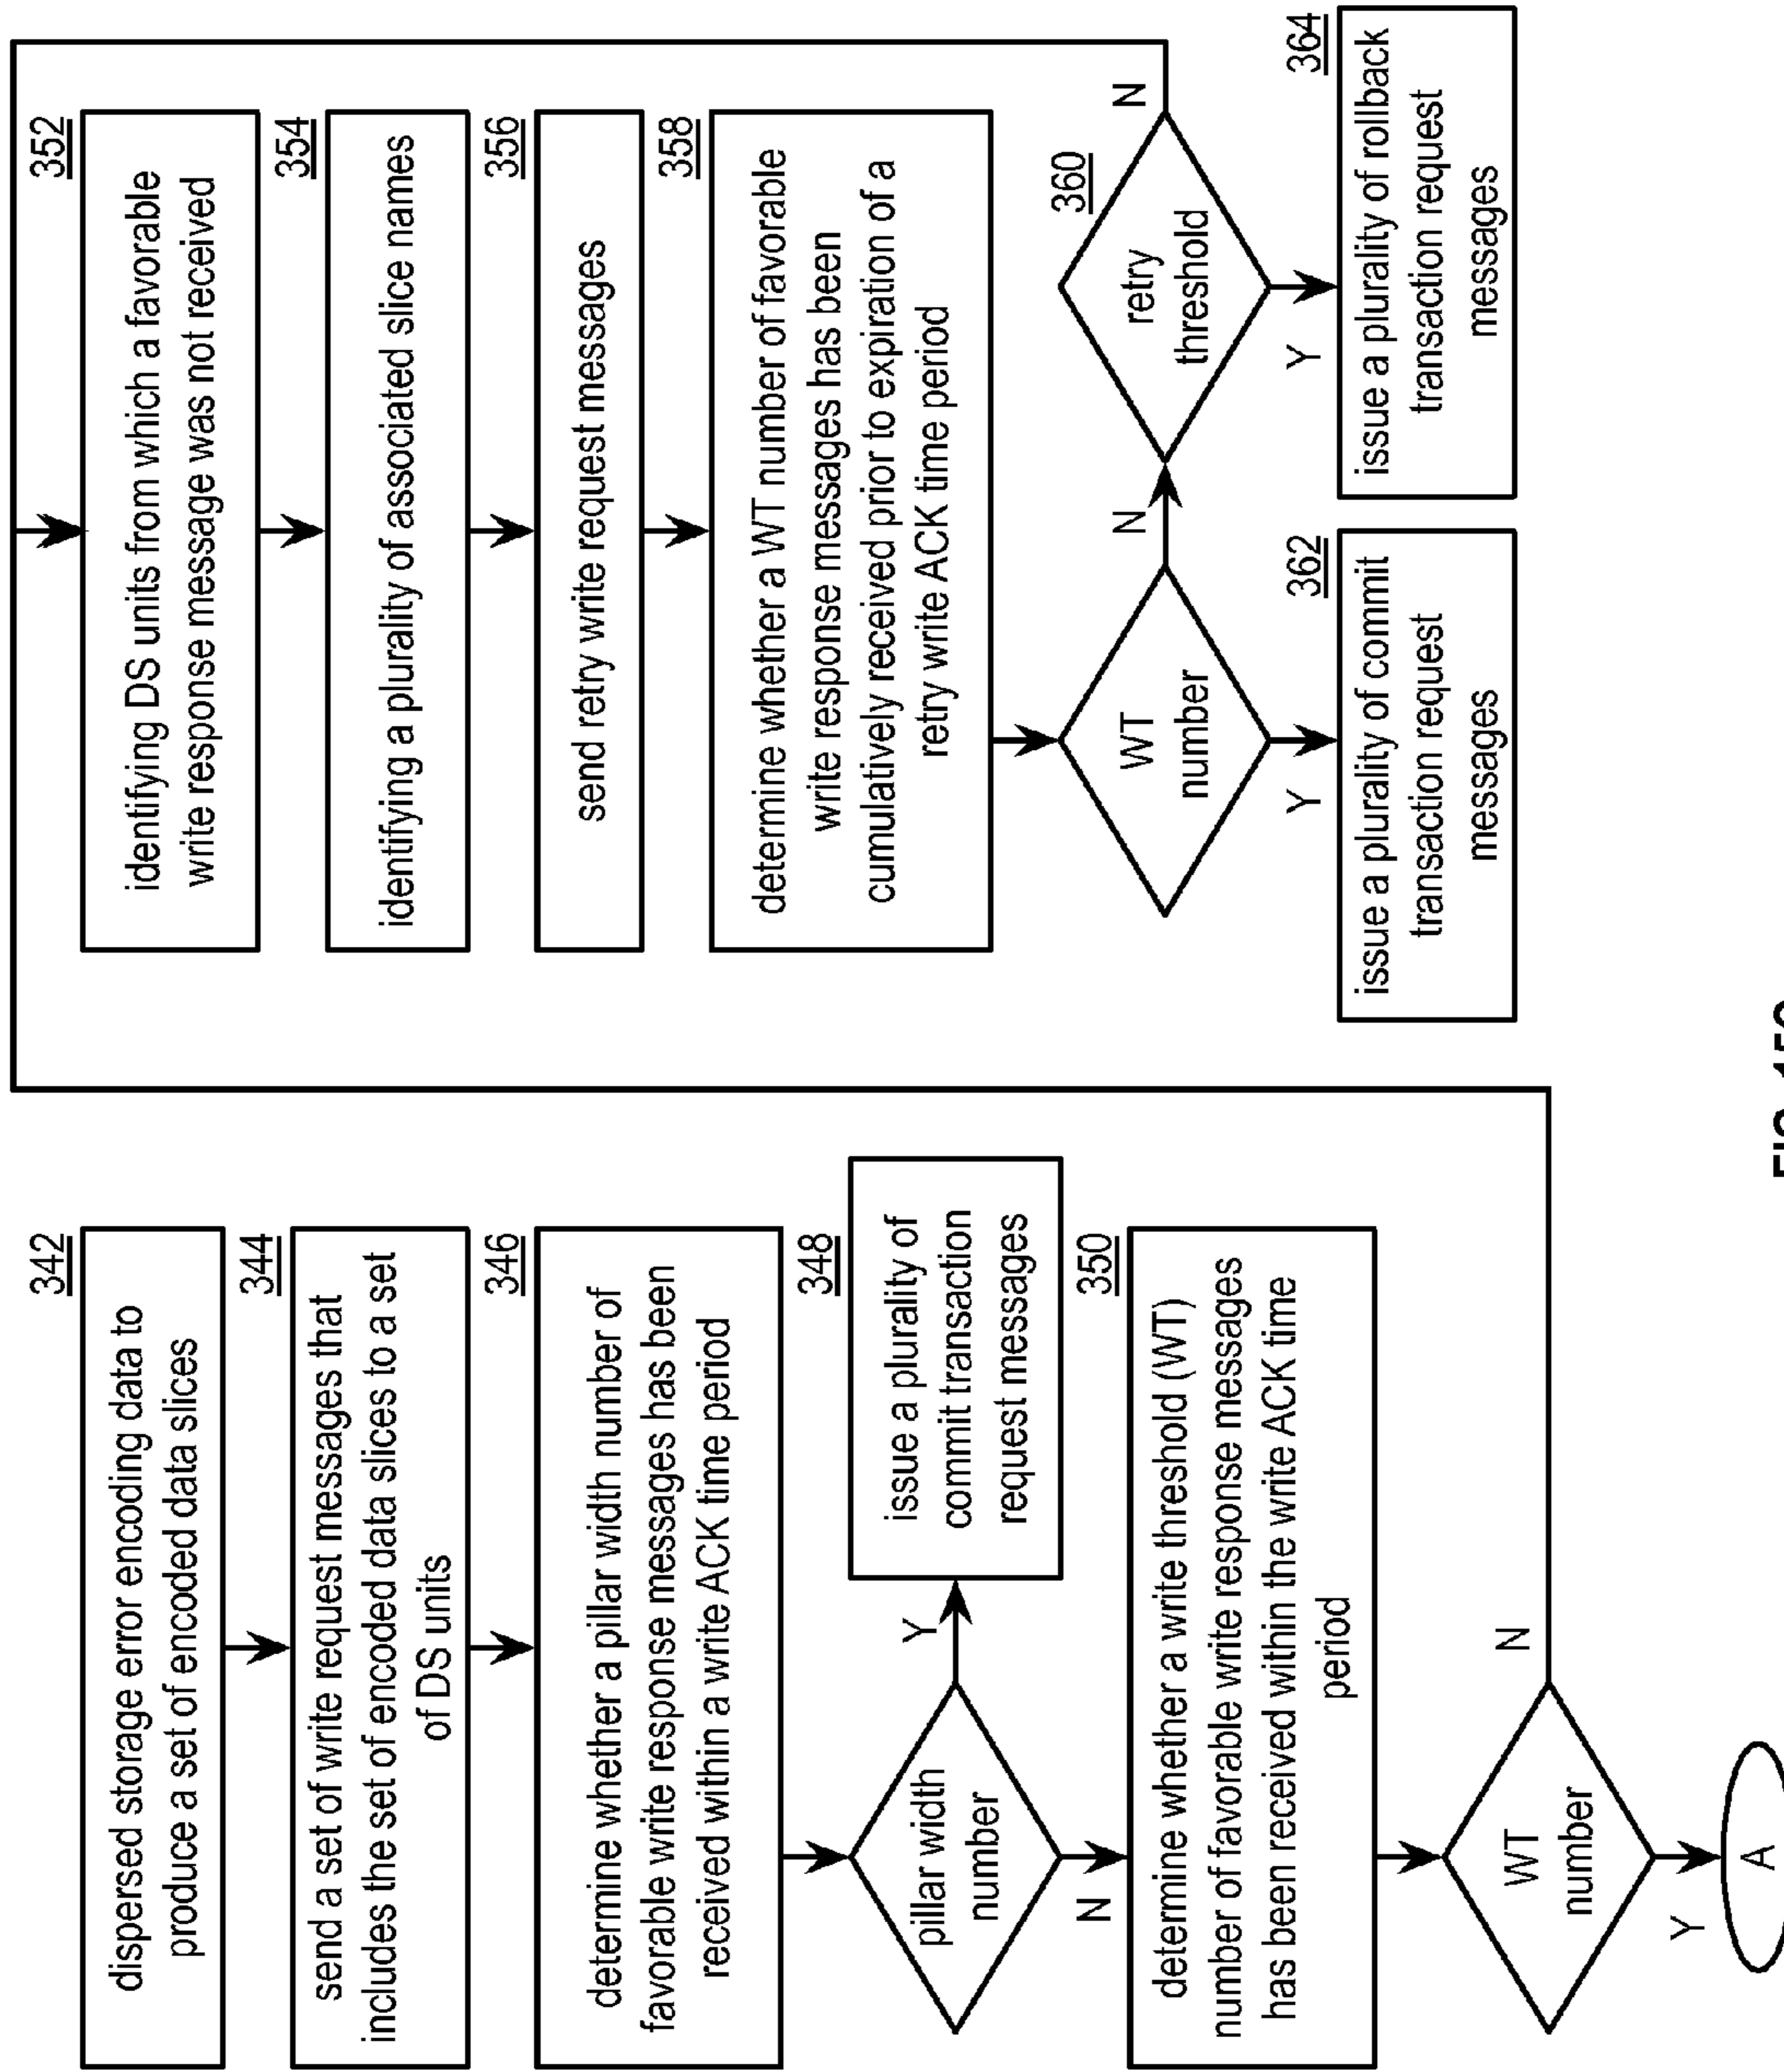 342
dispersed storage error encoding data to
produce a set of encoded data slices
344
send a set of write request messages that
includes the set of encoded data slices to a set
of DS units
346
determine whether a pillar width number of
favorable write response messages has been
received within a write ACK time period
348
pillar width
number
Y
issue a plurality of
commit transaction
request messages
N
350
determine whether a write threshold (WT)
number of favorable write response messages
has been received within the write ACK time
period
WT
number
N
Y
A
352
identifying DS units from which a favorable
write response message was not received
354
identifying a plurality of associated slice names
356
send retry write request messages
358
determine whether a WT number of favorable
write response messages has been
cumulatively received prior to expiration of a
retry write ACK time period
WT
number
N
360
retry
threshold
N
Y
362
issue a plurality of commit
transaction request
messages
Y
364
issue a plurality of rollback
transaction request
messages